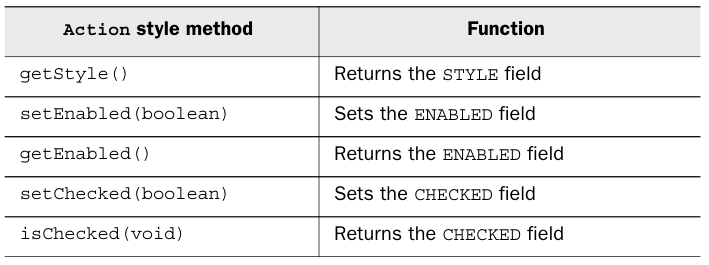 Action style method Function
getStyle() Returns the STYLE field
setEnabled(boolean) Sets the ENABLED field
getEnabled() Returns the ENABLED field
setChecked(boolean) Sets the CHECKED field
isChecked(void) Returns the CHECKED field